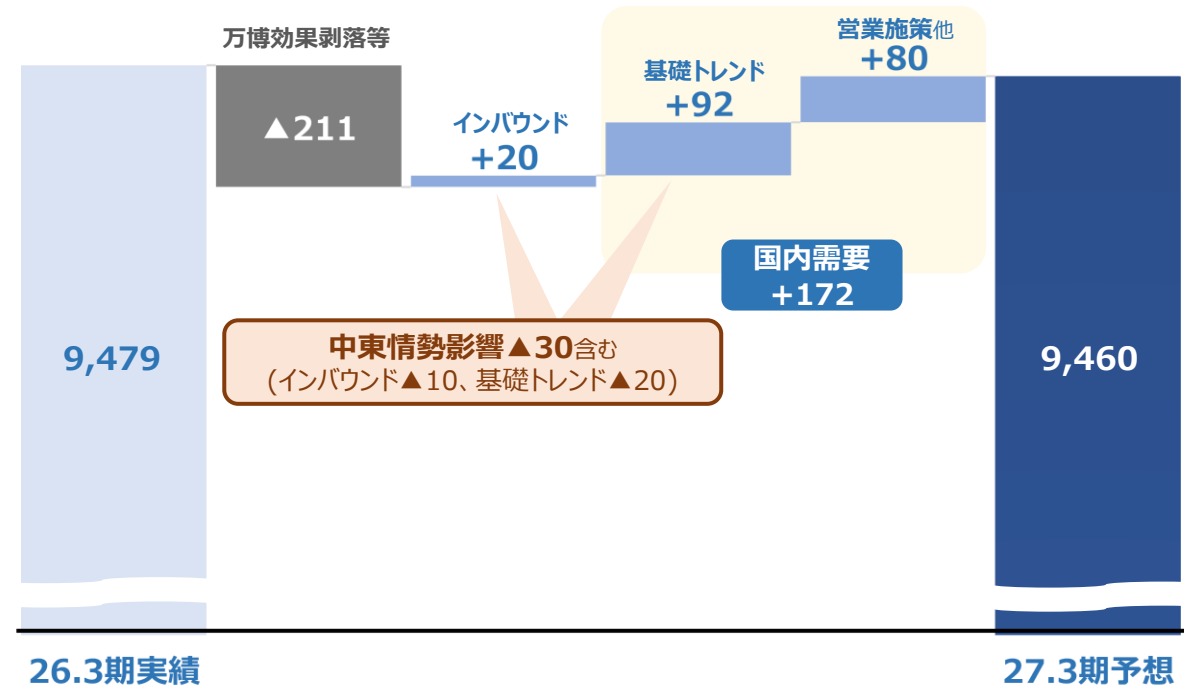 万博効果剥落等
▲211
インバウンド
+20
基礎トレンド
+92
営業施策他
+80
国内需要
+172
中東情勢影響▲30含む
(インバウンド▲10、基礎トレンド▲20)
9,479
9,460
26.3期実績
27.3期予想